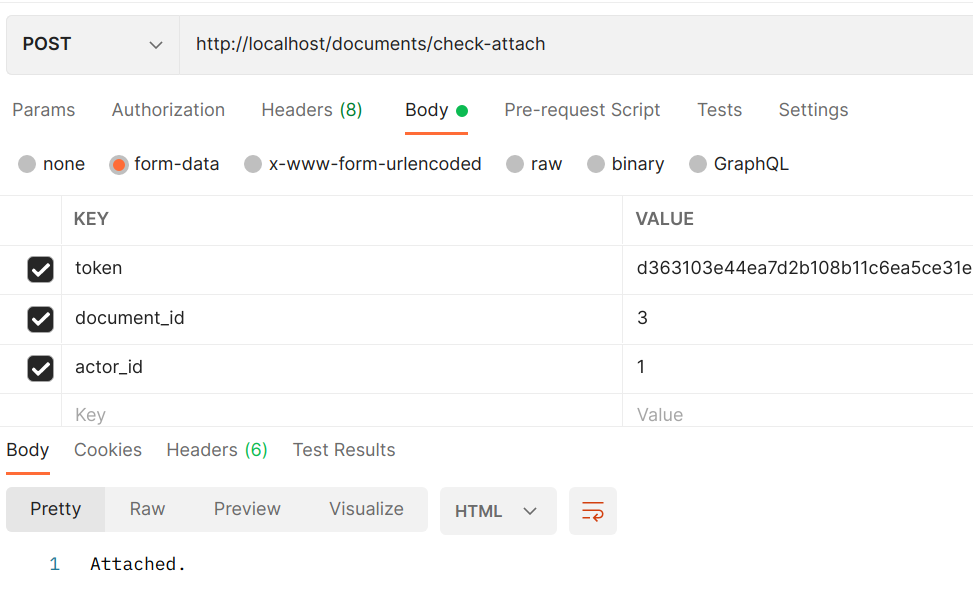 POST http://localhost/documents/check-attach
Params Authorization Headers (8) Body Pre-request Script Tests Settings
none form-data x-www-form-urlencoded raw binary GraphQL
KEY VALUE
token d363103e44ea7d2b108b11c6ea5ce31e
document_id 3
actor_id 1
Key Value
Body Cookies Headers (6) Test Results
Pretty Raw Preview Visualize HTML
1 Attached.